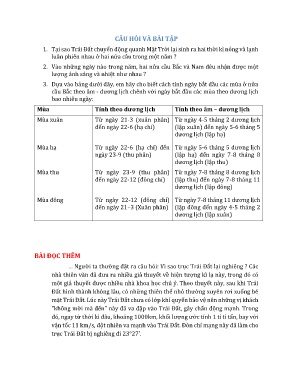 CÂU HỎI VÀ BÀI TẬP
1. Tại sao Trái Đất chuyển động quanh Mặt Trời lại sinh ra hai thời kì nóng và lạnh
luân phiên nhau ở hai nửa cầu trong một năm ?
2. Vào những ngày nào trong năm, hai nửa cầu Bắc và Nam đều nhận được một
lượng ánh sáng và nhiệt như nhau ?
3. Dựa vào bảng dưới đây, em hãy cho biết cách tính ngày bắt đầu các mùa ở nửa
cầu Bắc theo âm - dương lịch chênh với ngày bắt đầu các mùa theo dương lịch
bao nhiêu ngày:
Mùa Tính theo dương lịch Tính theo âm – dương lịch
Mùa xuân Từ ngày 21-3 (xuân phân) Từ ngày 4-5 tháng 2 dương lịch
đến ngày 22-6 (hạ chí) (lập xuân) đến ngày 5-6 tháng 5
dương lịch (lập hạ)
Mùa hạ Từ ngày 22-6 (hạ chí) đến Từ ngày 5-6 tháng 5 dương lịch
ngày 23-9 (thu phân) (lập hạ) đến ngày 7-8 tháng 8
dương lịch (lập thu)
Mùa thu Từ ngày 23-9 (thu phân) Từ ngày 7-8 tháng 8 dương lịch
đến ngày 22-12 (đông chí) (lập thu) đến ngày 7-8 tháng 11
dương lịch (lập đông)
Mùa đông Từ ngày 22-12 (đông chí) Từ ngày 7-8 tháng 11 dương lịch
đến ngày 21 -3 (Xuân phân) (lập đông đến ngày 4-5 tháng 2
dương lịch (lập xuân)
BÀI ĐỌC THÊM
... Người ta thường đặt ra câu hỏi: Vì sao trục Trái Đất lại nghiêng ? Các
nhà thiên văn đã đưa ra nhiều giả thuyết về hiện tượng kì lạ này, trong đó có
một giả thuyết được nhiều nhà khoa học chú ý. Theo thuyết này, sau khi Trái
Đất hình thành không lâu, có những thiên thể nhỏ thường xuyên rơi xuống bề
mặt Trái Đất. Lúc này Trái Đất chưa có lớp khí quyển bảo vệ nên những vị khách
"không mời mà đến" này đã va đập vào Trái Đất, gây chấn động mạnh. Trong
đó, ngay từ thời kì đầu, khoảng 1000km, khối lượng ước tính 1 tỉ tỉ tấn, bay với
vận tốc 11 km/s, đột nhiên va mạnh vào Trái Đất. Đòn chí mạng này đã làm cho
trục Trái Đất bị nghiêng đi 23°27'.